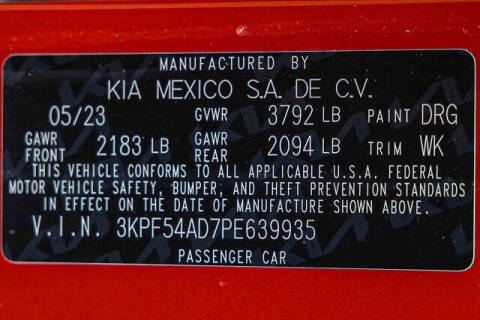 MANUFACTURED BY
KIA MEXICO S.A. DE C.V.
05/23 GVWR 3792 LB PAINT DRG
GAWR FRONT 2183 LB GAWR REAR 2094 LB TRIM WK
THIS VEHICLE CONFORMS TO ALL APPLICABLE U.S.A. FEDERAL
MOTOR VEHICLE SAFETY, BUMPER, AND THEFT PREVENTION STANDARDS
IN EFFECT ON THE DATE OF MANUFACTURE SHOWN ABOVE.
V.I.N. 3KPF54AD7PE639935
PASSENGER CAR